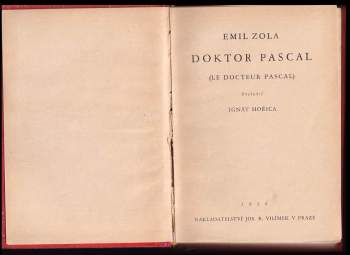 EMIL ZOLA
DOKTOR PASCAL
(LE DOCTEUR PASCAL)
IGNÁT HOŘICA
NAKLADATELSTVÍ JOS. R. VILÍMEK V PRAZE